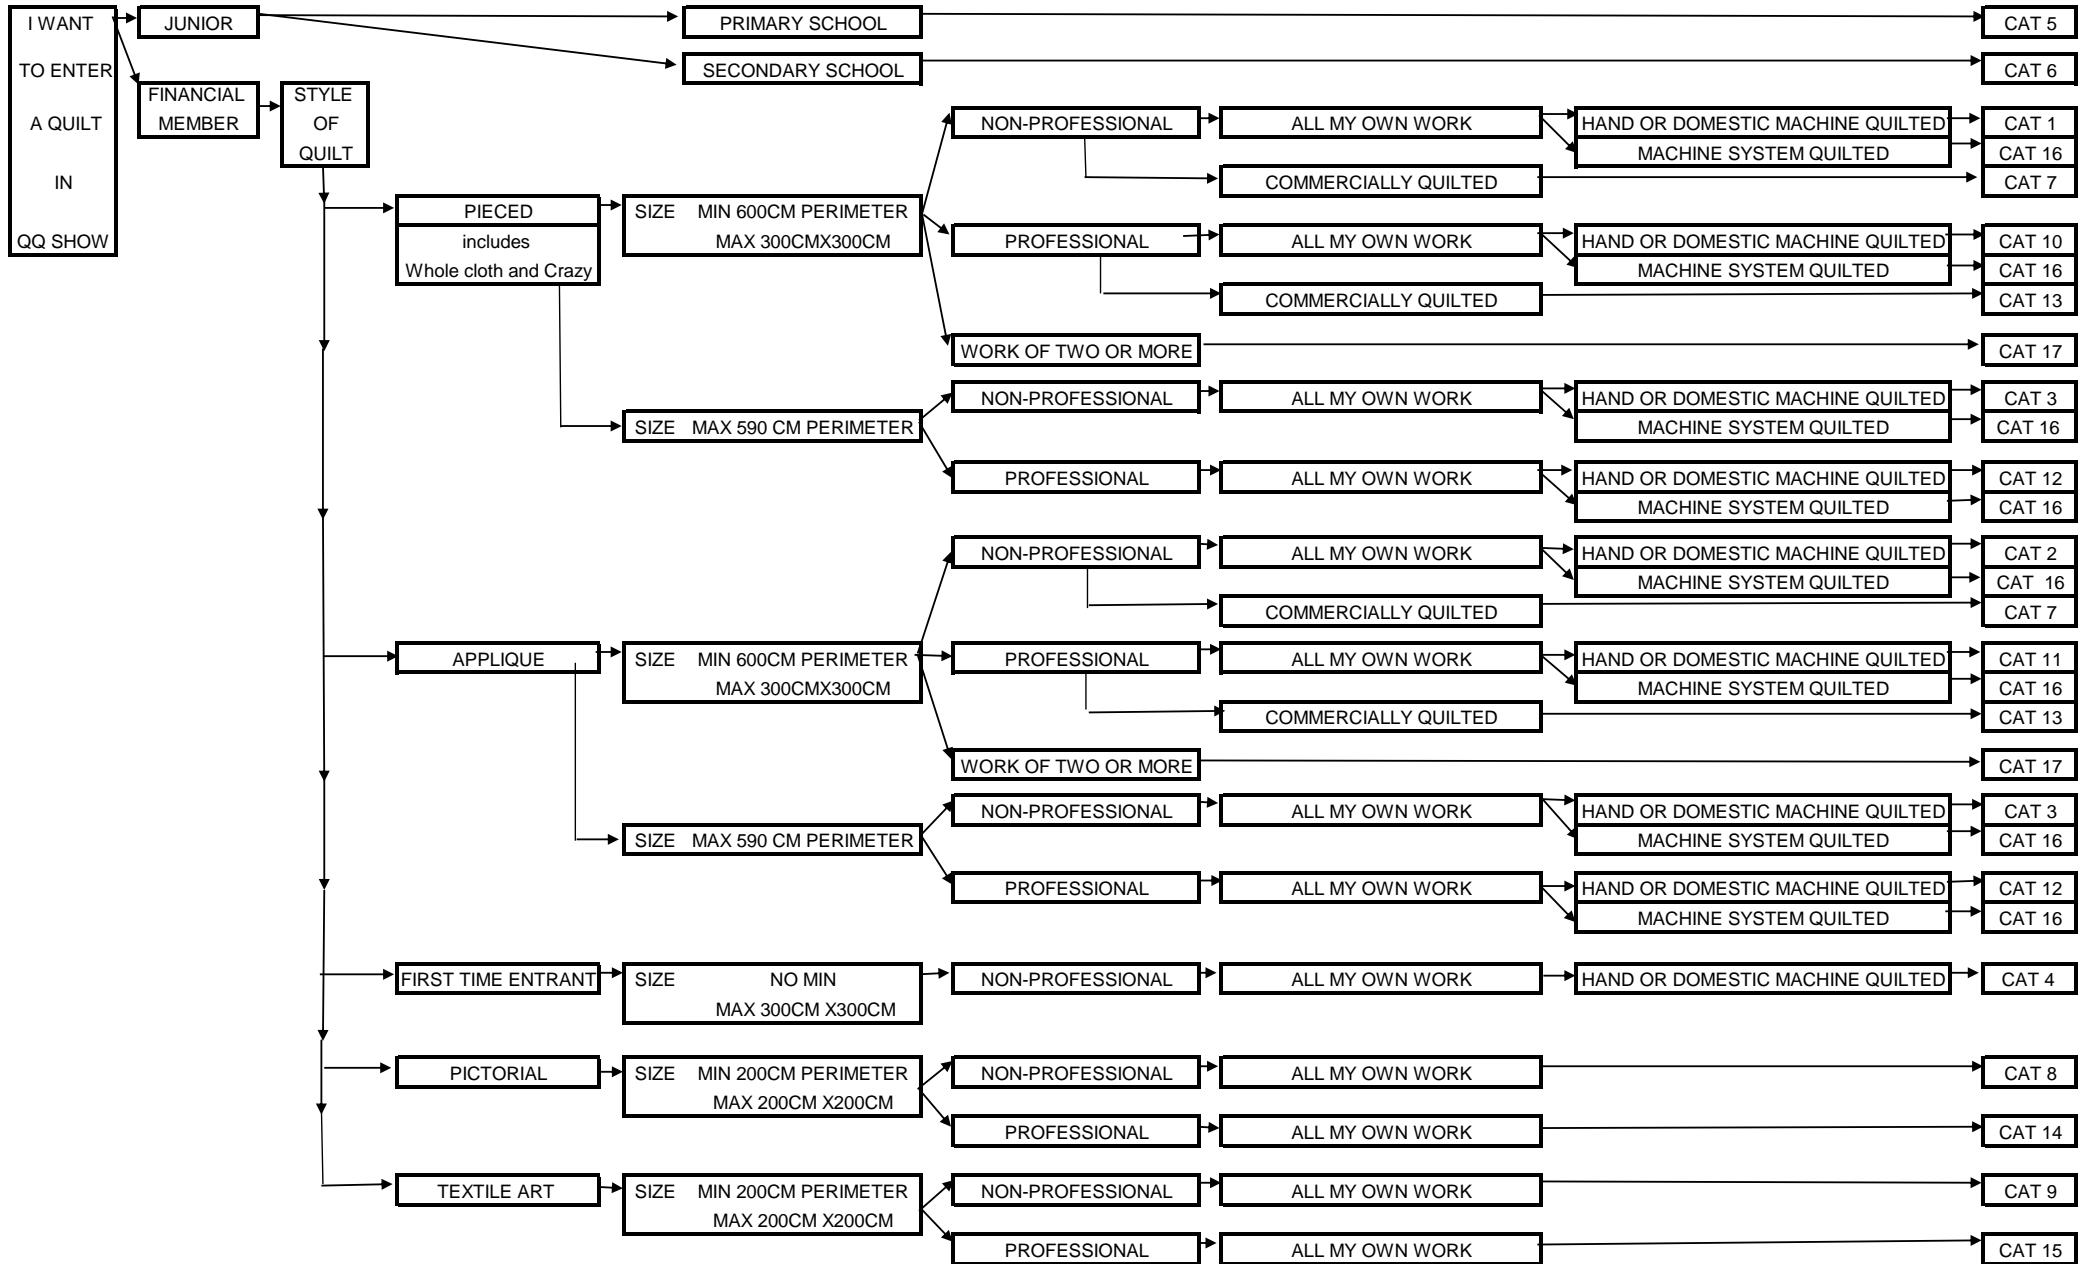 I WANT
TO ENTER
A QUILT
IN
QQ SHOW
JUNIOR
PRIMARY SCHOOL
CAT 5
SECONDARY SCHOOL
CAT 6
FINANCIAL
MEMBER
STYLE
OF
QUILT
PIECED
includes
Whole cloth and Crazy
SIZE MIN 600CM PERIMETER
MAX 300CMX300CM
NON-PROFESSIONAL
ALL MY OWN WORK
HAND OR DOMESTIC MACHINE QUILTED
CAT 1
MACHINE SYSTEM QUILTED
CAT 16
COMMERCIALLY QUILTED
CAT 7
PROFESSIONAL
ALL MY OWN WORK
HAND OR DOMESTIC MACHINE QUILTED
CAT 10
MACHINE SYSTEM QUILTED
CAT 16
COMMERCIALLY QUILTED
CAT 13
WORK OF TWO OR MORE
CAT 17
SIZE MAX 590 CM PERIMETER
NON-PROFESSIONAL
ALL MY OWN WORK
HAND OR DOMESTIC MACHINE QUILTED
CAT 3
MACHINE SYSTEM QUILTED
CAT 16
PROFESSIONAL
ALL MY OWN WORK
HAND OR DOMESTIC MACHINE QUILTED
CAT 12
MACHINE SYSTEM QUILTED
CAT 16
APPLIQUE
SIZE MIN 600CM PERIMETER
MAX 300CMX300CM
NON-PROFESSIONAL
ALL MY OWN WORK
HAND OR DOMESTIC MACHINE QUILTED
CAT 2
MACHINE SYSTEM QUILTED
CAT 16
COMMERCIALLY QUILTED
CAT 7
PROFESSIONAL
ALL MY OWN WORK
HAND OR DOMESTIC MACHINE QUILTED
CAT 11
MACHINE SYSTEM QUILTED
CAT 16
COMMERCIALLY QUILTED
CAT 13
WORK OF TWO OR MORE
CAT 17
SIZE MAX 590 CM PERIMETER
NON-PROFESSIONAL
ALL MY OWN WORK
HAND OR DOMESTIC MACHINE QUILTED
CAT 3
MACHINE SYSTEM QUILTED
CAT 16
PROFESSIONAL
ALL MY OWN WORK
HAND OR DOMESTIC MACHINE QUILTED
CAT 12
MACHINE SYSTEM QUILTED
CAT 16
FIRST TIME ENTRANT
SIZE NO MIN
MAX 300CM X300CM
NON-PROFESSIONAL
ALL MY OWN WORK
HAND OR DOMESTIC MACHINE QUILTED
CAT 4
PICTORIAL
SIZE MIN 200CM PERIMETER
MAX 200CM X200CM
NON-PROFESSIONAL
ALL MY OWN WORK
CAT 8
PROFESSIONAL
ALL MY OWN WORK
CAT 14
TEXTILE ART
SIZE MIN 200CM PERIMETER
MAX 200CM X200CM
NON-PROFESSIONAL
ALL MY OWN WORK
CAT 9
PROFESSIONAL
ALL MY OWN WORK
CAT 15